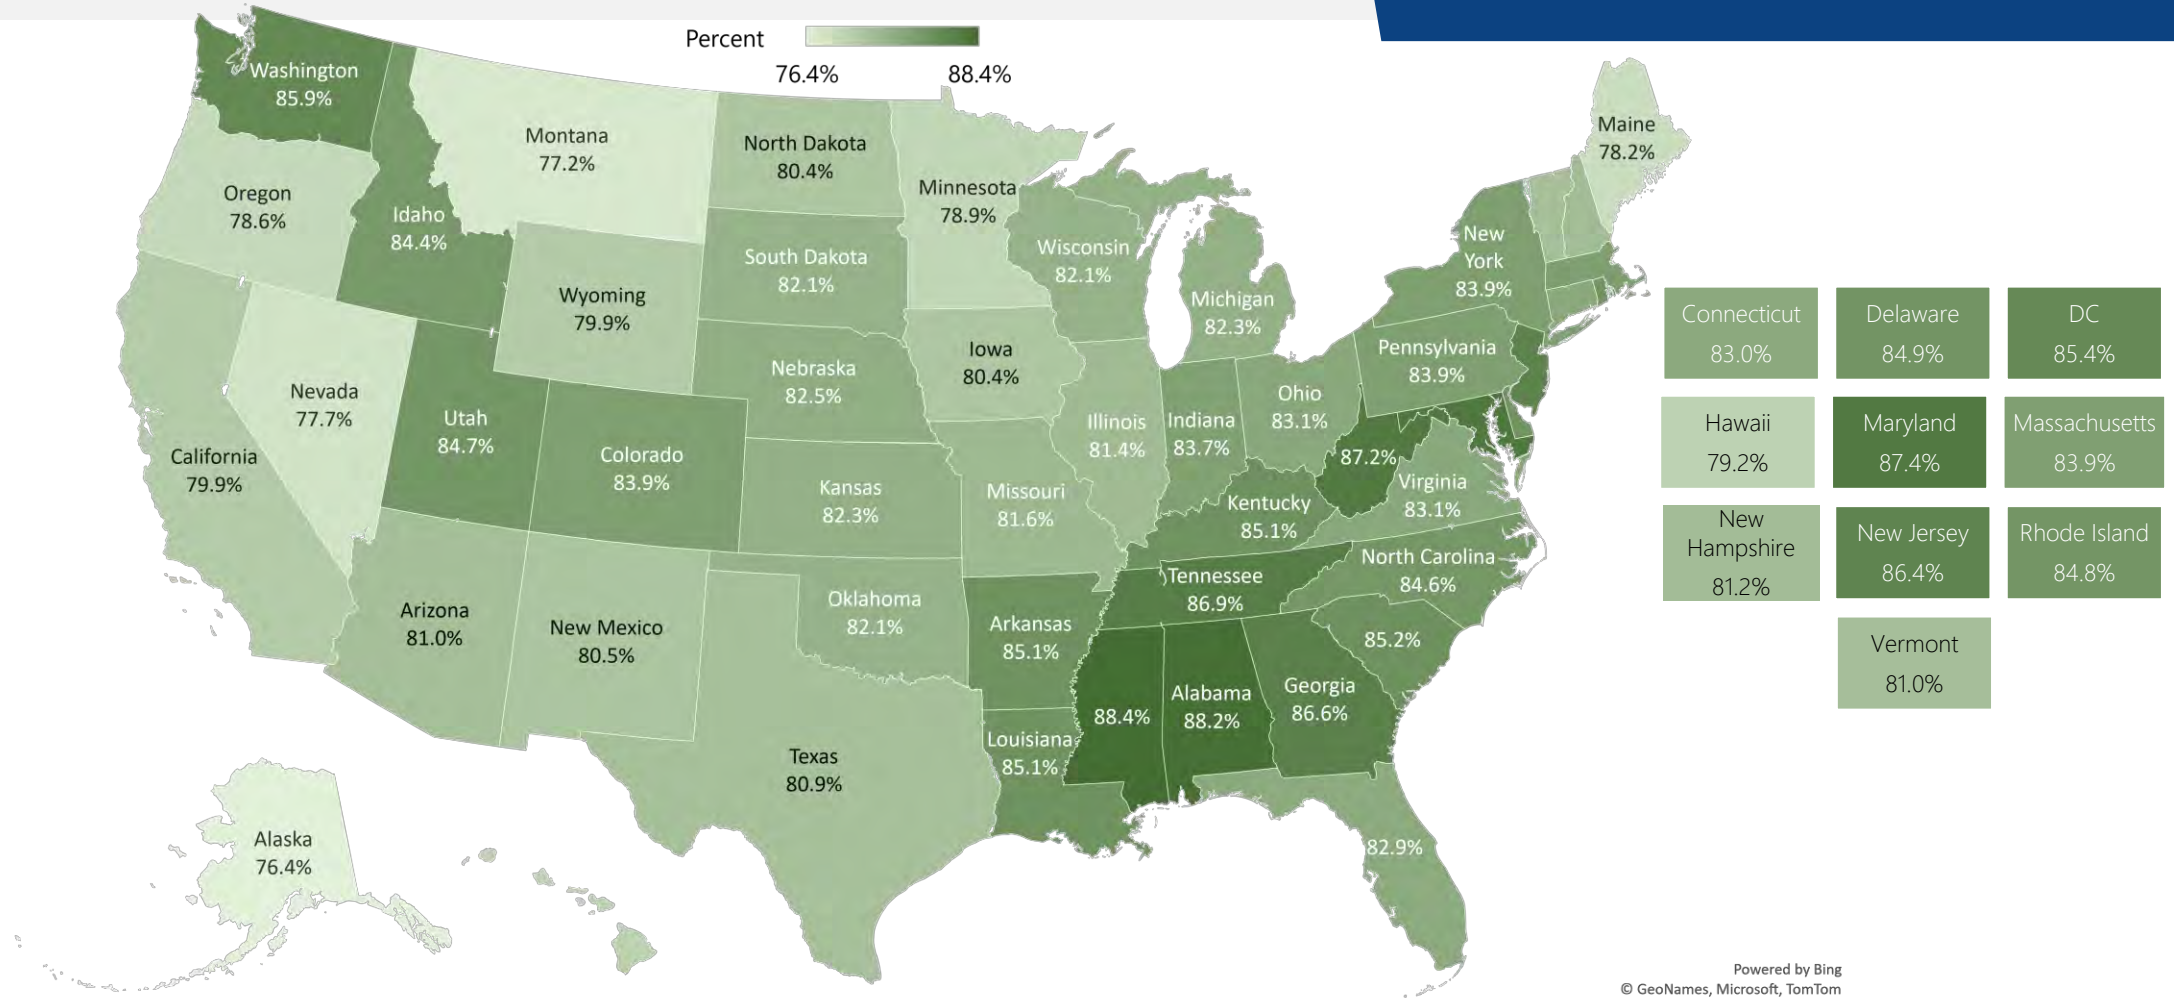 Percent
76.4%
88.4%
Washington
85.9%
Montana
77.2%
North Dakota
80.4%
Minnesota
78.9%
Maine
78.2%
Oregon
78.6%
Idaho
84.4%
Wyoming
79.9%
South Dakota
82.1%
Wisconsin
82.1%
Michigan
82.3%
New
York
83.9%
Nevada
77.7%
Utah
84.7%
Colorado
83.9%
Nebraska
82.5%
Iowa
80.4%
Illinois
81.4%
Indiana
83.7%
Ohio
83.1%
Pennsylvania
83.9%
California
79.9%
Kansas
82.3%
Missouri
81.6%
Kentucky
85.1%
87.2%
Virginia
83.1%
Arizona
81.0%
New Mexico
80.5%
Oklahoma
82.1%
Arkansas
85.1%
Tennessee
86.9%
North Carolina
84.6%
85.2%
Texas
80.9%
Louisiana
85.1%
88.4%
Alabama
88.2%
Georgia
86.6%
82.9%
Alaska
76.4%
Connecticut
83.0%
Delaware
84.9%
DC
85.4%
Hawaii
79.2%
Maryland
87.4%
Massachusetts
83.9%
New
Hampshire
81.2%
New Jersey
86.4%
Rhode Island
84.8%
Vermont
81.0%
Powered by Bing
© GeoNames, Microsoft, TomTom